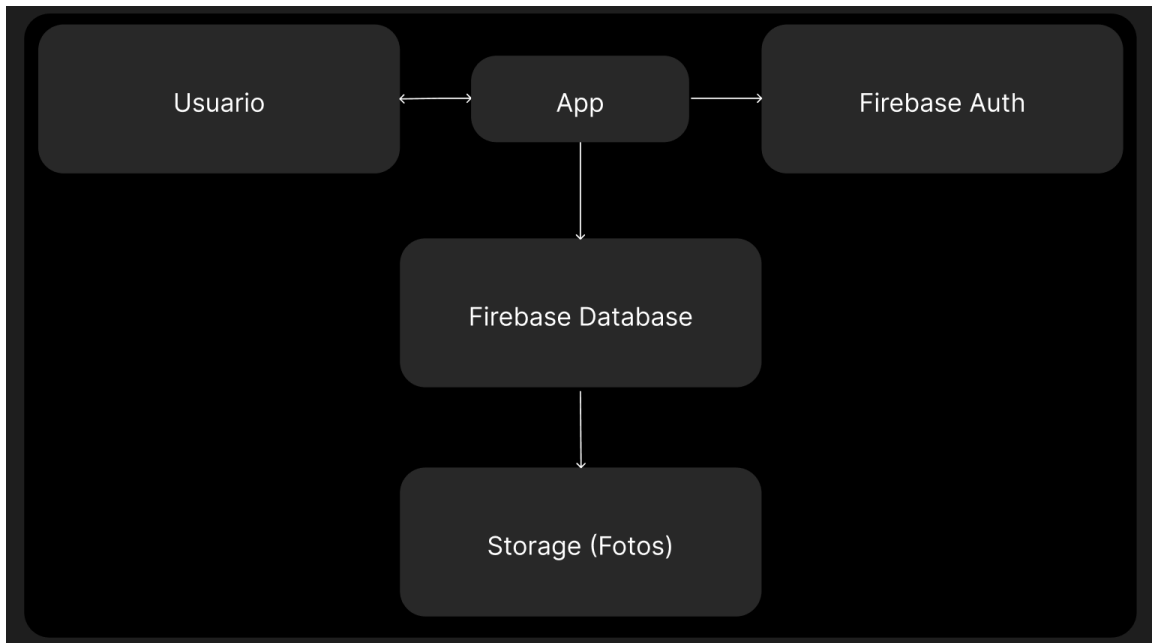 Usuario
App
Firebase Auth
Firebase Database
Storage (Fotos)